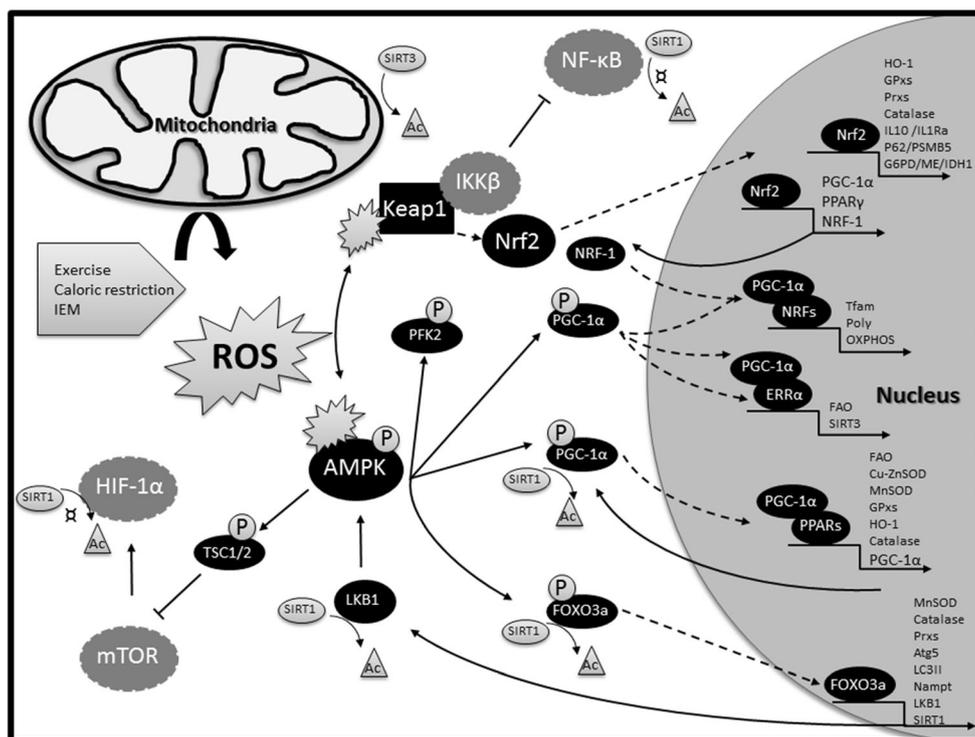 SIRT3
Ac
Mitochondria
NF-κB
SIRT1
¤
Ac
HO-1
GPxs
Prxs
Catalase
IL10 /IL1Ra
P62/PSMB5
G6PD/ME/IDH1
Nrf2
IKKβ
Keap1
Nrf2
NRF-1
Nrf2
PGC-1α
PPARγ
NRF-1
Exercise
Caloric restriction
IEM
ROS
P
PFK2
P
PGC-1α
PGC-1α
NRFs
Tfam
Poly
OXPHOS
PGC-1α
ERRα
FAO
SIRT3
Nucleus
P
AMPK
P
PGC-1α
SIRT1
Ac
PGC-1α
PPARs
FAO
Cu-ZnSOD
MnSOD
GPxs
HO-1
Catalase
PGC-1α
HIF-1α
SIRT1
¤
Ac
P
TSC1/2
mTOR
LKB1
SIRT1
Ac
P
FOXO3a
SIRT1
Ac
FOXO3a
MnSOD
Catalase
Prxs
Atg5
LC3II
Nampt
LKB1
SIRT1